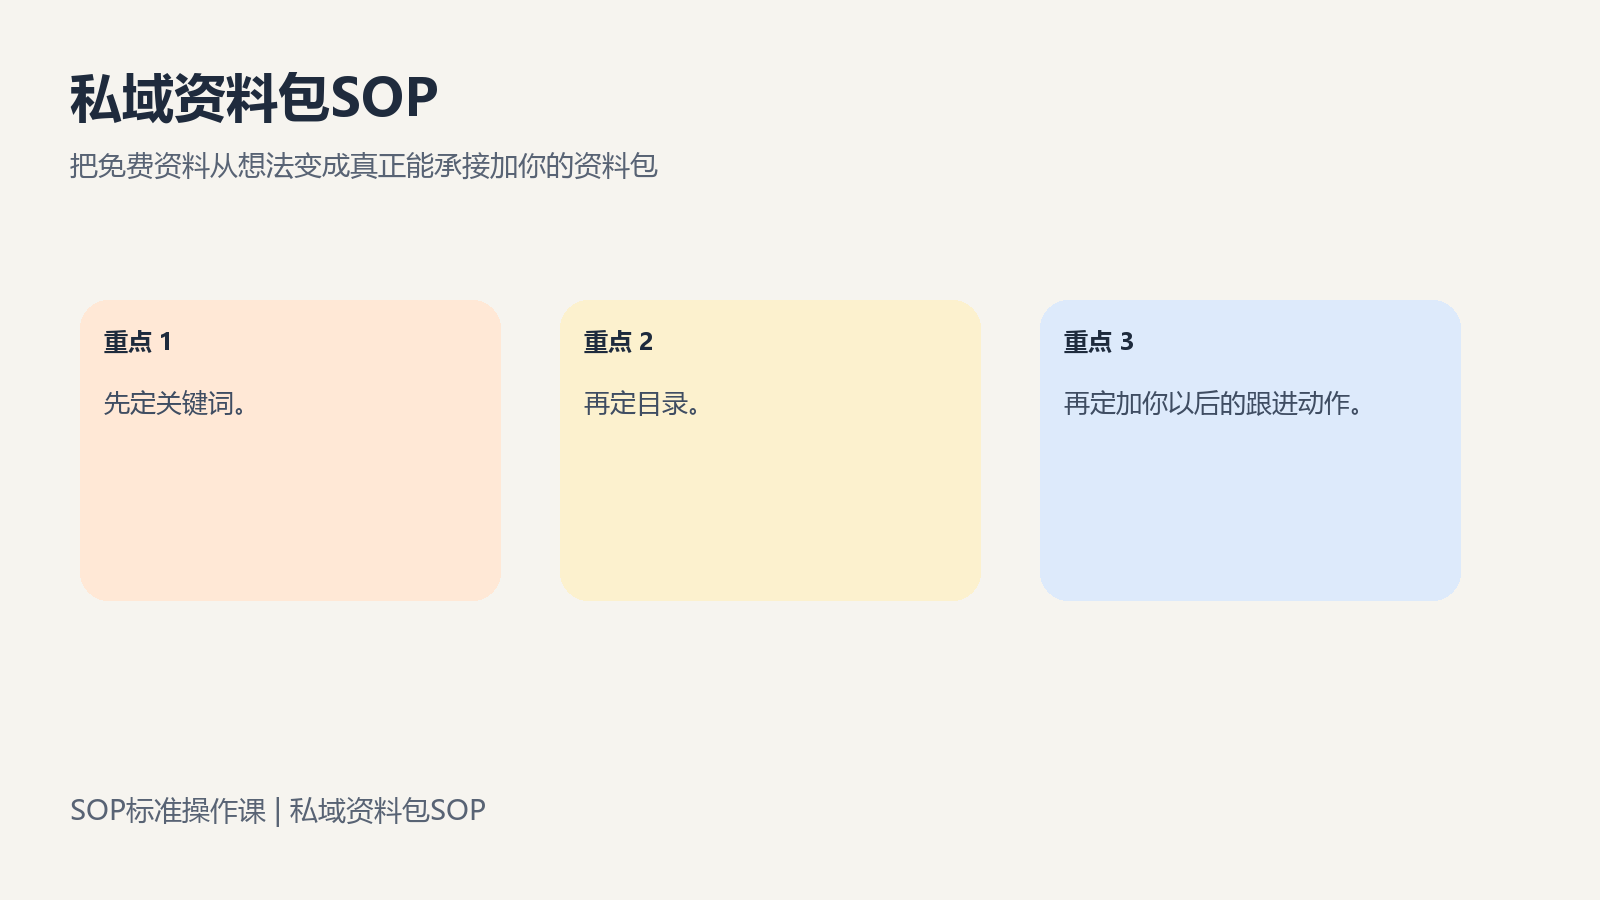 私域资料包SOP
把免费资料从想法变成真正能承接加你的资料包
重点 1
先定关键词。
重点 2
再定目录。
重点 3
再定加你以后的跟进动作。
SOP标准操作课 | 私域资料包SOP